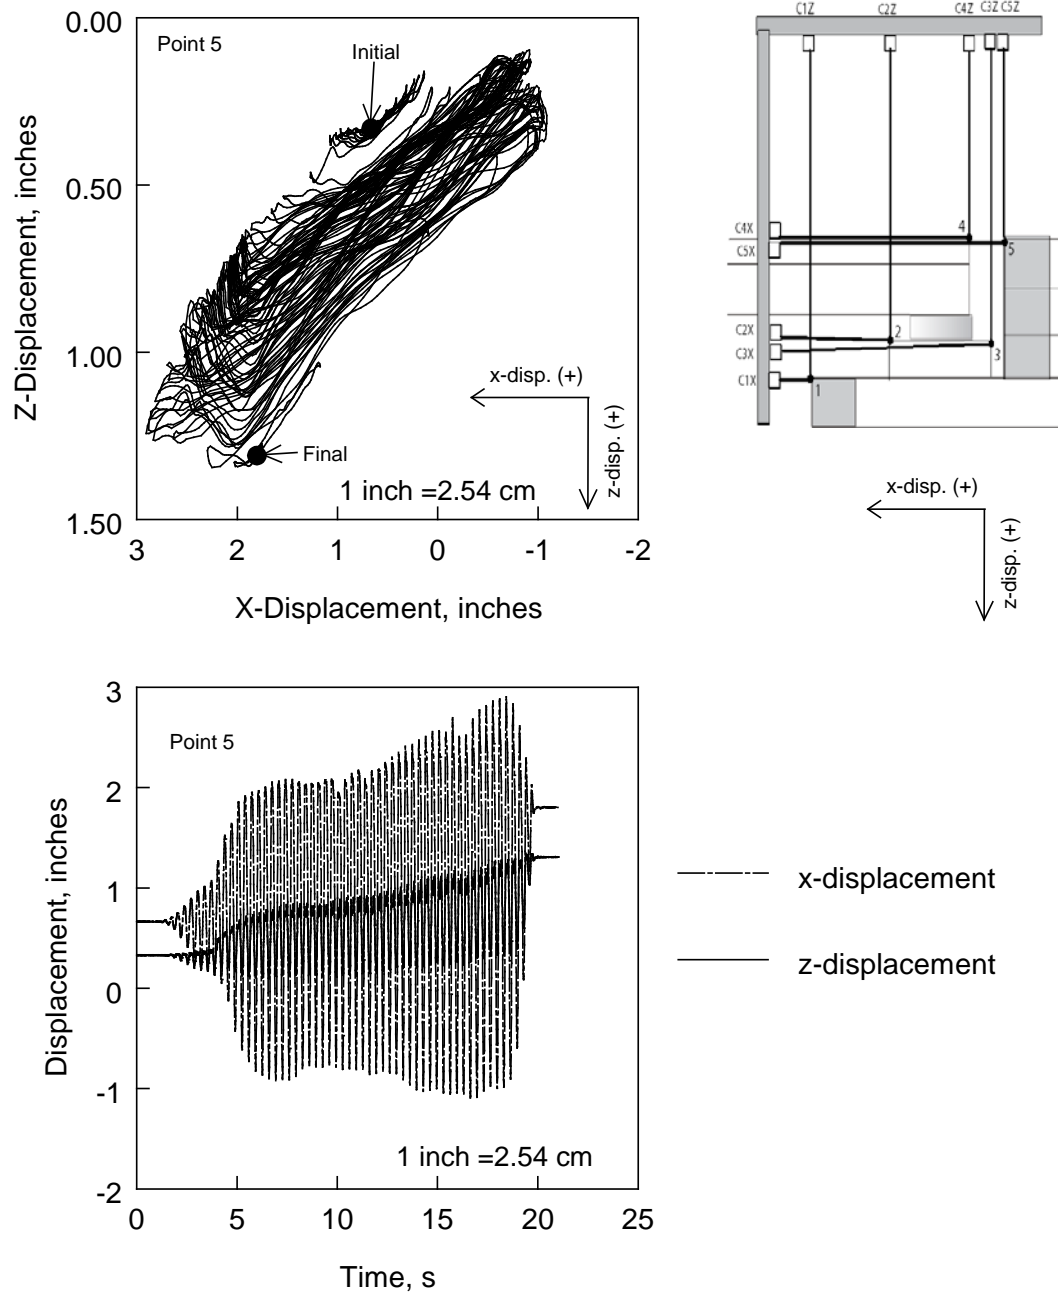 Point 5
Initial
Final
x-disp. (+)
z-disp. (+)
1 inch =2.54 cm
0.00
0.50
1.00
1.50
3 2 1 0 -1 -2
Z-Displacement, inches
X-Displacement, inches
C1Z C2Z C4Z C3Z C5Z
C4X
C5X
C2X
C3X
C1X
4
5
2
3
1
x-disp. (+)
z-disp. (+)
Point 5
3
2
1
0
-1
-2
0 5 10 15 20 25
1 inch =2.54 cm
Displacement, inches
Time, s
x-displacement
z-displacement